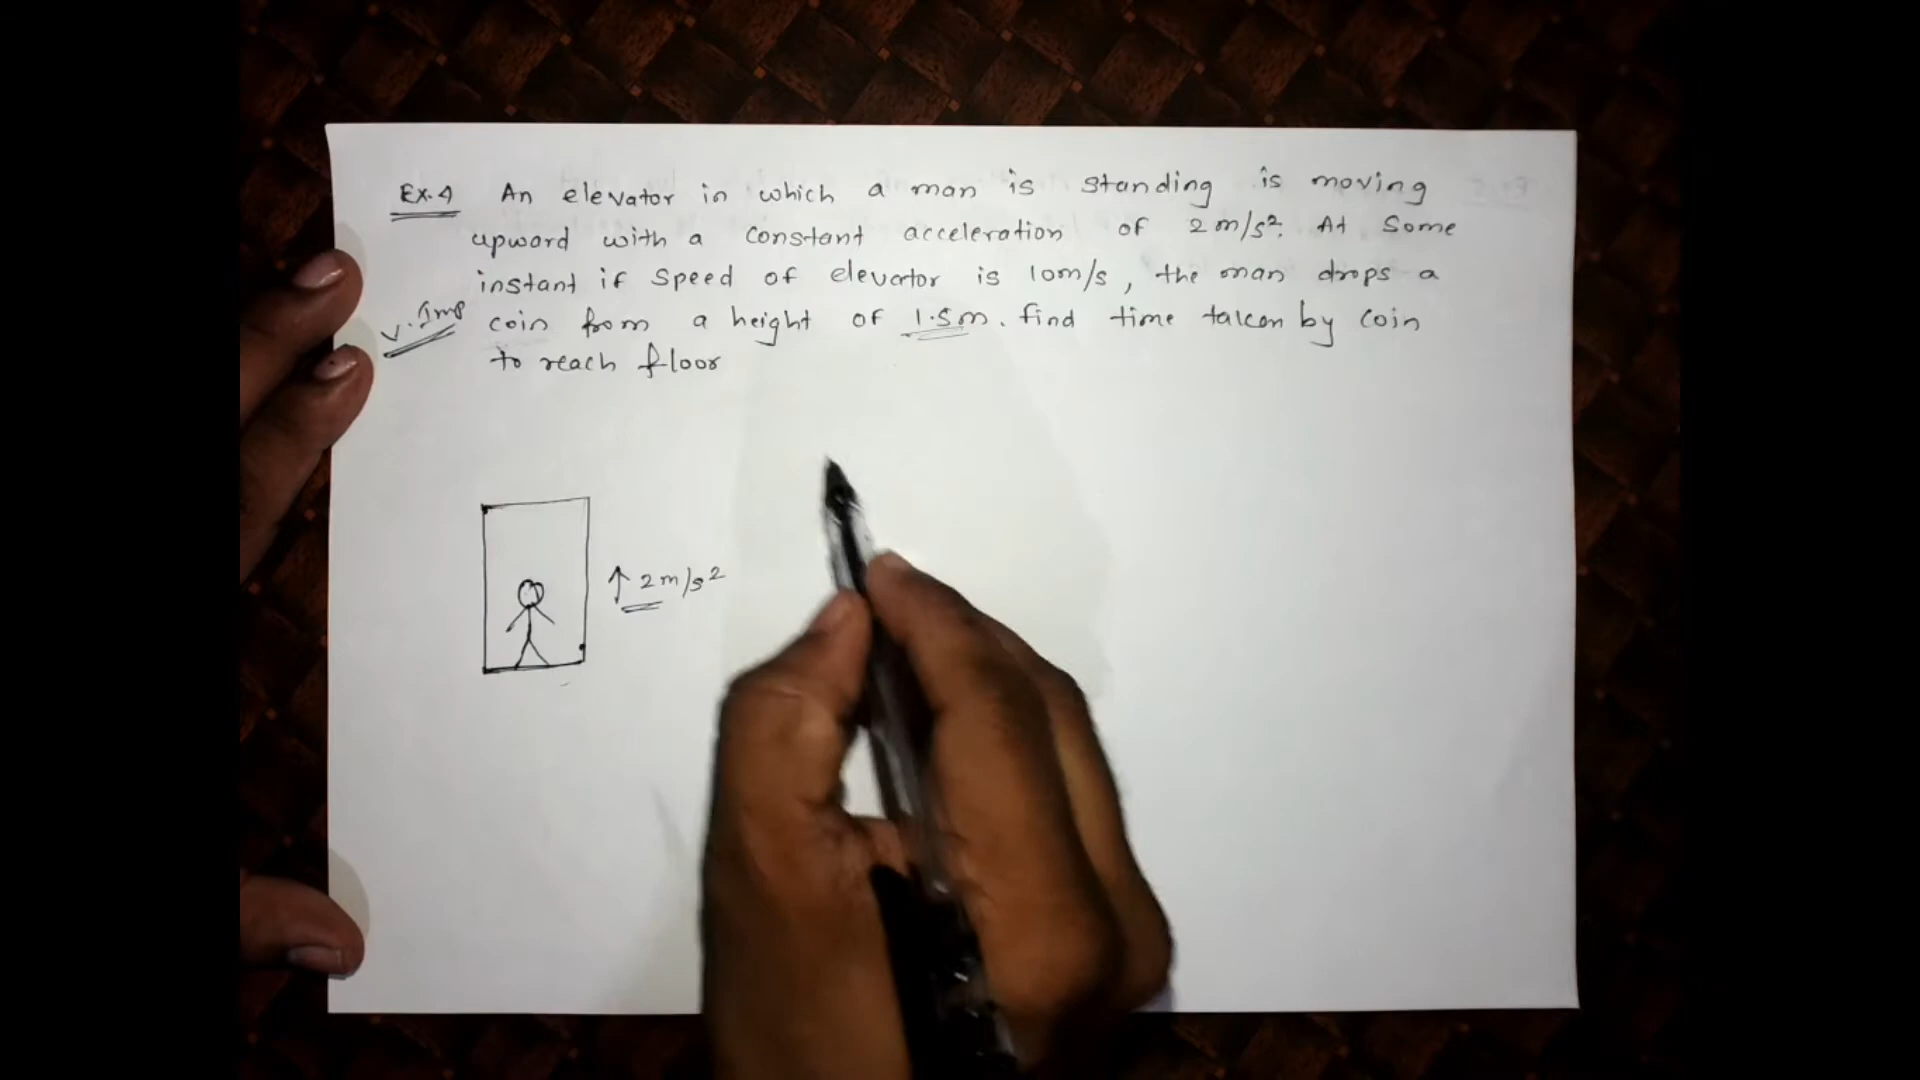 Ex.4 An elevator in which a man is standing is moving
upword with a constant acceleration of 2 m/s². At Some
instant if speed of elevator is 10m/s, the man drops a
v. Imp
coin from a height of 1.5m. find time taken by coin
to reach floor
↑ 2m/s²